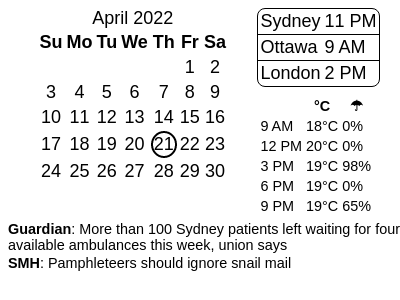 April 2022
Su Mo Tu We Th Fr Sa
1 2
3 4 5 6 7 8 9
10 11 12 13 14 15 16
17 18 19 20 21 22 23
24 25 26 27 28 29 30
Sydney 11 PM
Ottawa 9 AM
London 2 PM
°C ☂
9 AM 18°C 0%
12 PM 20°C 0%
3 PM 19°C 98%
6 PM 19°C 0%
9 PM 19°C 65%
Guardian: More than 100 Sydney patients left waiting for four
available ambulances this week, union says
SMH: Pamphleteers should ignore snail mail